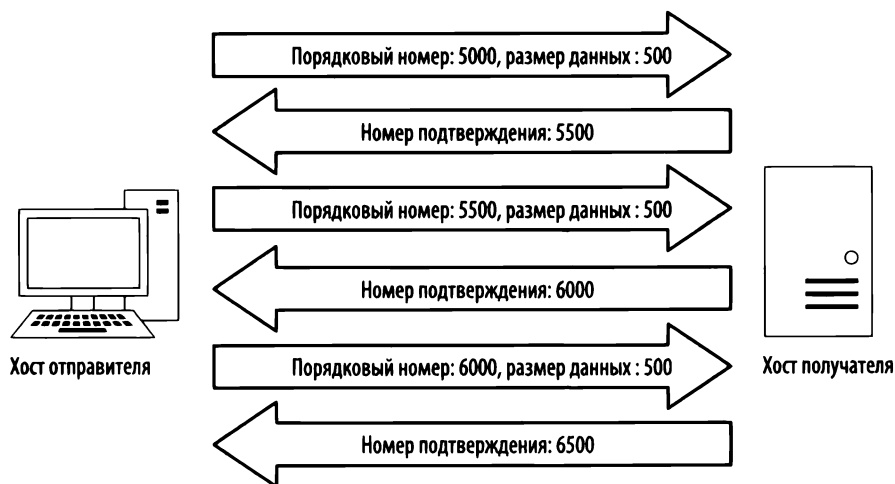 Порядковый номер: 5000, размер данных : 500
Номер подтверждения: 5500
Порядковый номер: 5500, размер данных : 500
Номер подтверждения: 6000
Порядковый номер: 6000, размер данных : 500
Номер подтверждения: 6500
Хост отправителя
Хост получателя